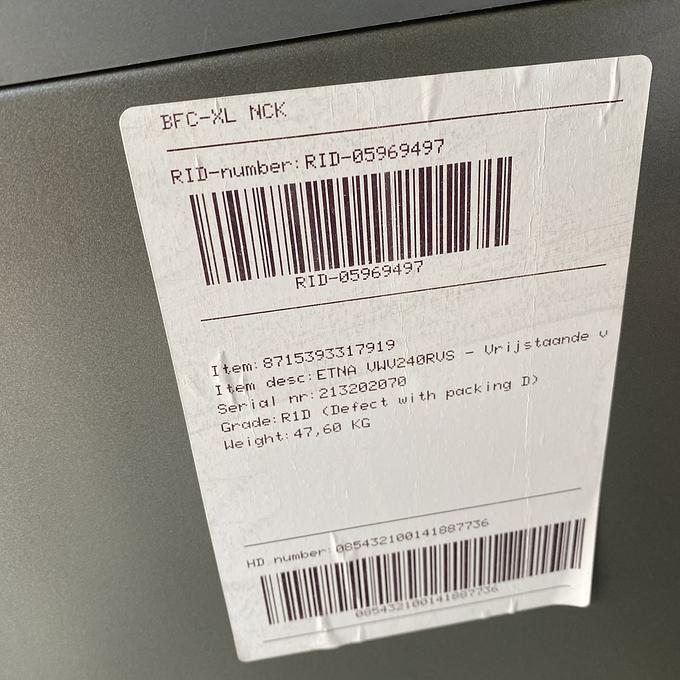 BFC-XL NCK
RID-number: RID-05969497
RID-05969497
Item: 8715393317919
Item desc: ETNA VWV240RVS - Vrijstaande v
Serial nr: 213202070
Grade: R1D (Defect with packing D)
Weight: 47,60 KG
HD number: 085432100141887736
085432100141887736